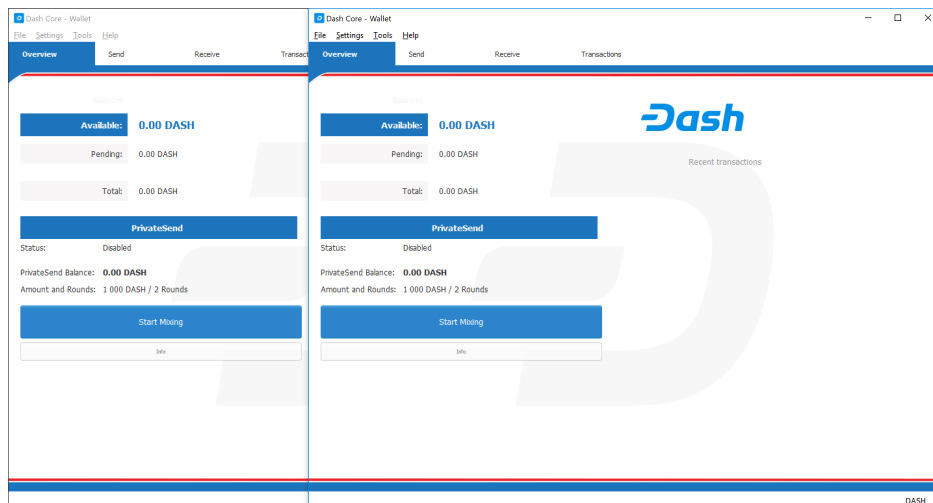 Dash Core - Wallet
File Settings Tools Help
Overview Send Receive Transact
Balances
Available: 0.00 DASH
Pending: 0.00 DASH
Total: 0.00 DASH
PrivateSend
Status: Disabled
PrivateSend Balance: 0.00 DASH
Amount and Rounds: 1 000 DASH / 2 Rounds
Start Mixing
Info
Dash Core - Wallet
File Settings Tools Help
Overview Send Receive Transactions
Balances
Available: 0.00 DASH
Pending: 0.00 DASH
Total: 0.00 DASH
PrivateSend
Status: Disabled
PrivateSend Balance: 0.00 DASH
Amount and Rounds: 1 000 DASH / 2 Rounds
Start Mixing
Info
Dash
Recent transactions
DASH